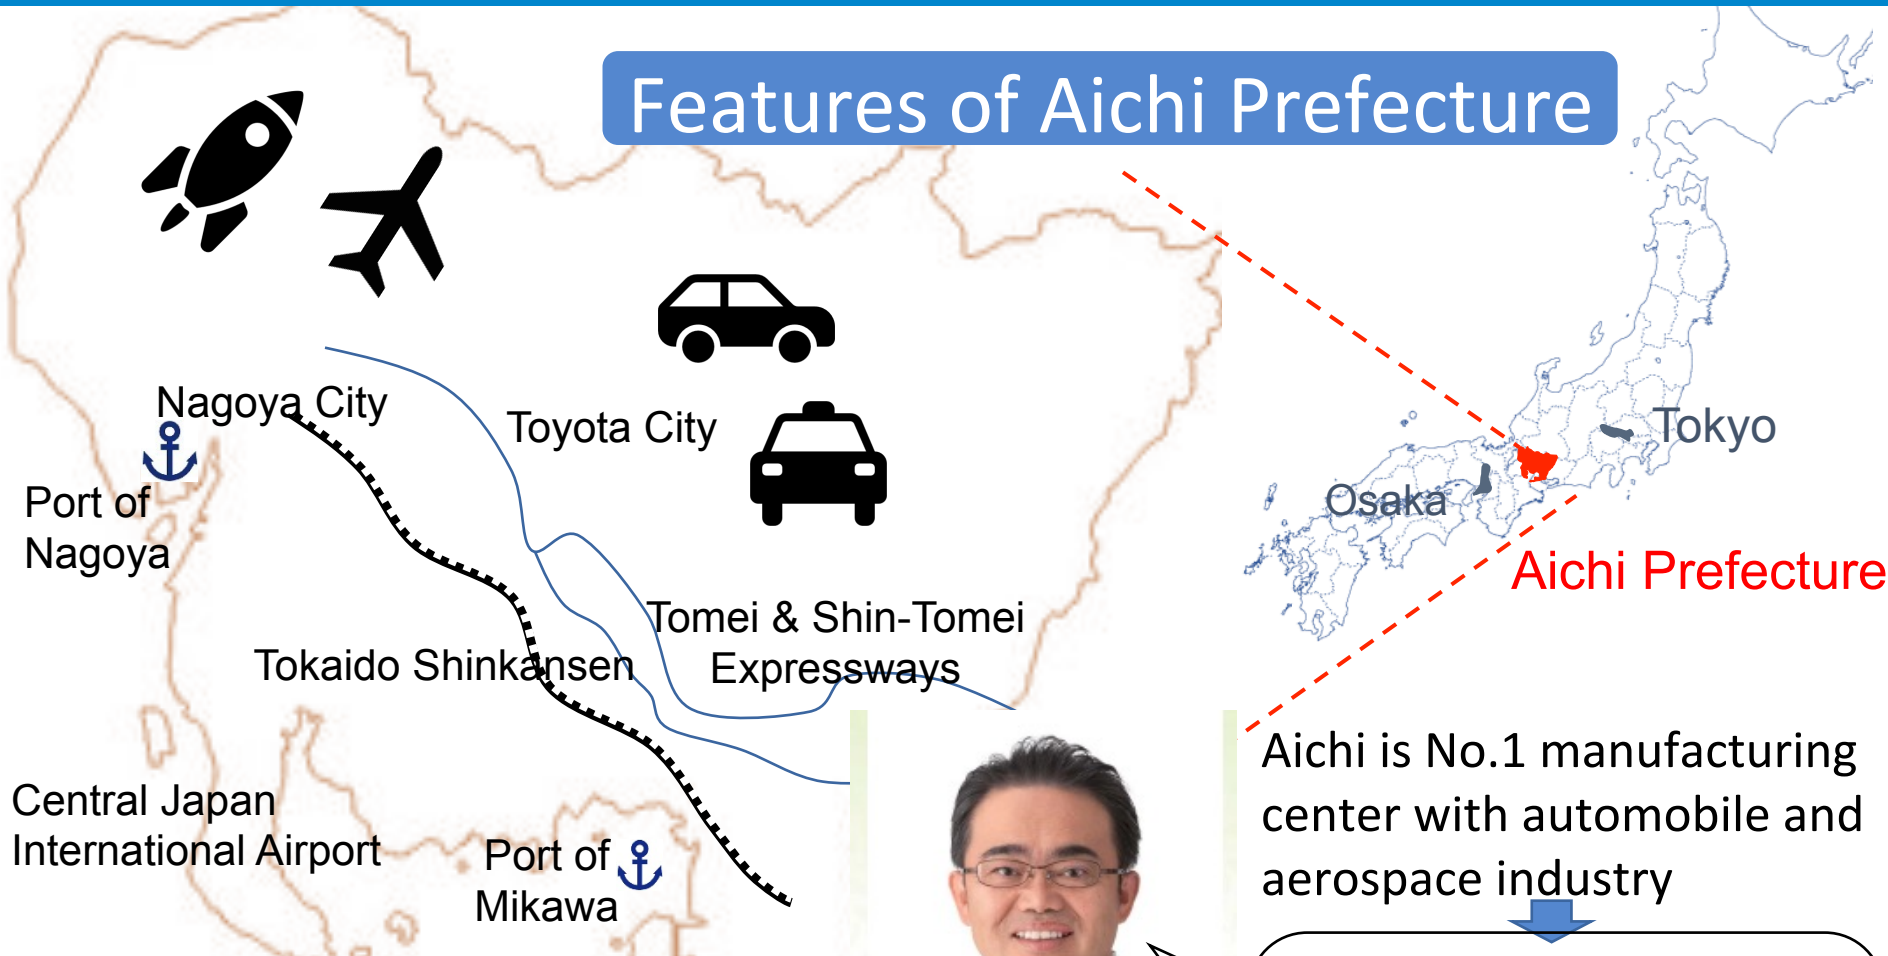 Features of Aichi Prefecture
Nagoya City
Toyota City
Port of
Nagoya
Tokyo
Osaka
Aichi Prefecture
Tomei & Shin-Tomei
Expressways
Tokaido Shinkansen
Central Japan
International Airport
Port of
Mikawa
Aichi is No.1 manufacturing
center with automobile and
aerospace industry